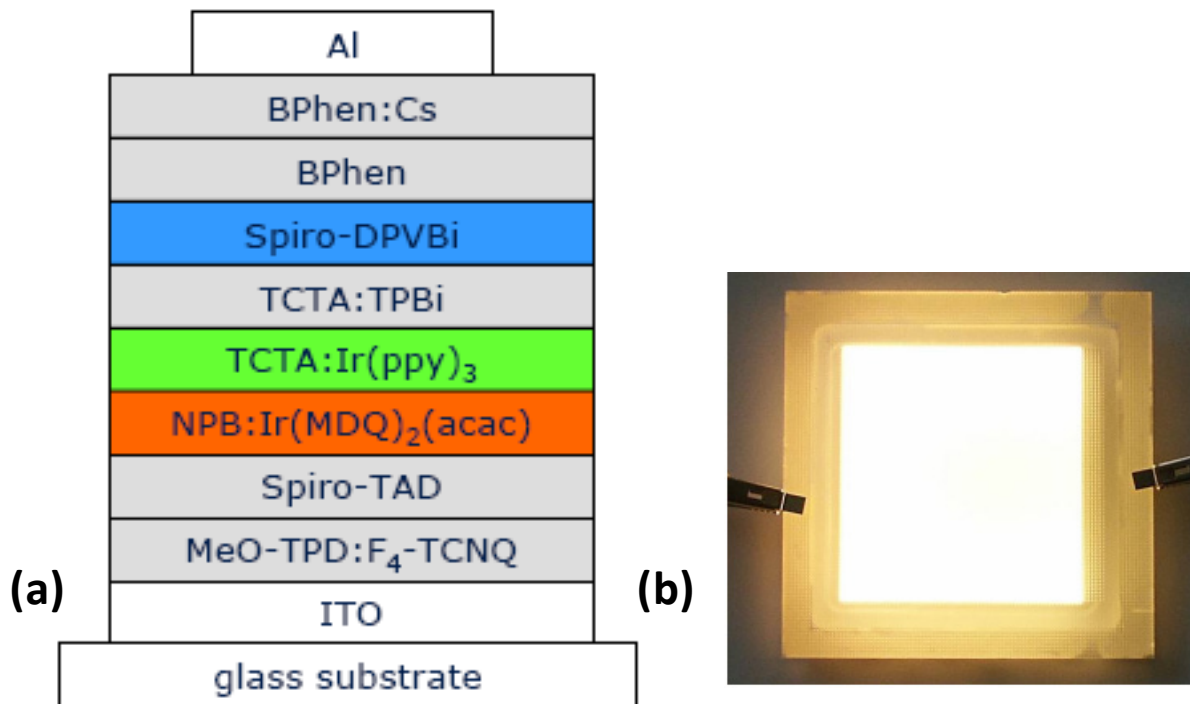 Al
BPhen:Cs
BPhen
Spiro-DPVBi
TCTA:TPBi
TCTA:Ir(ppy)₃
NPB:Ir(MDQ)₂(acac)
Spiro-TAD
MeO-TPD:F₄-TCNQ
ITO
glass substrate
(a)
(b)